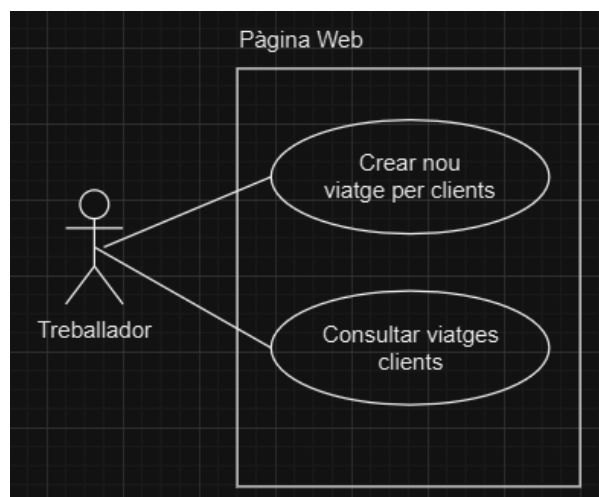 Pàgina Web
Crear nou
viatge per clients
Treballador
Consultar viatges
clients